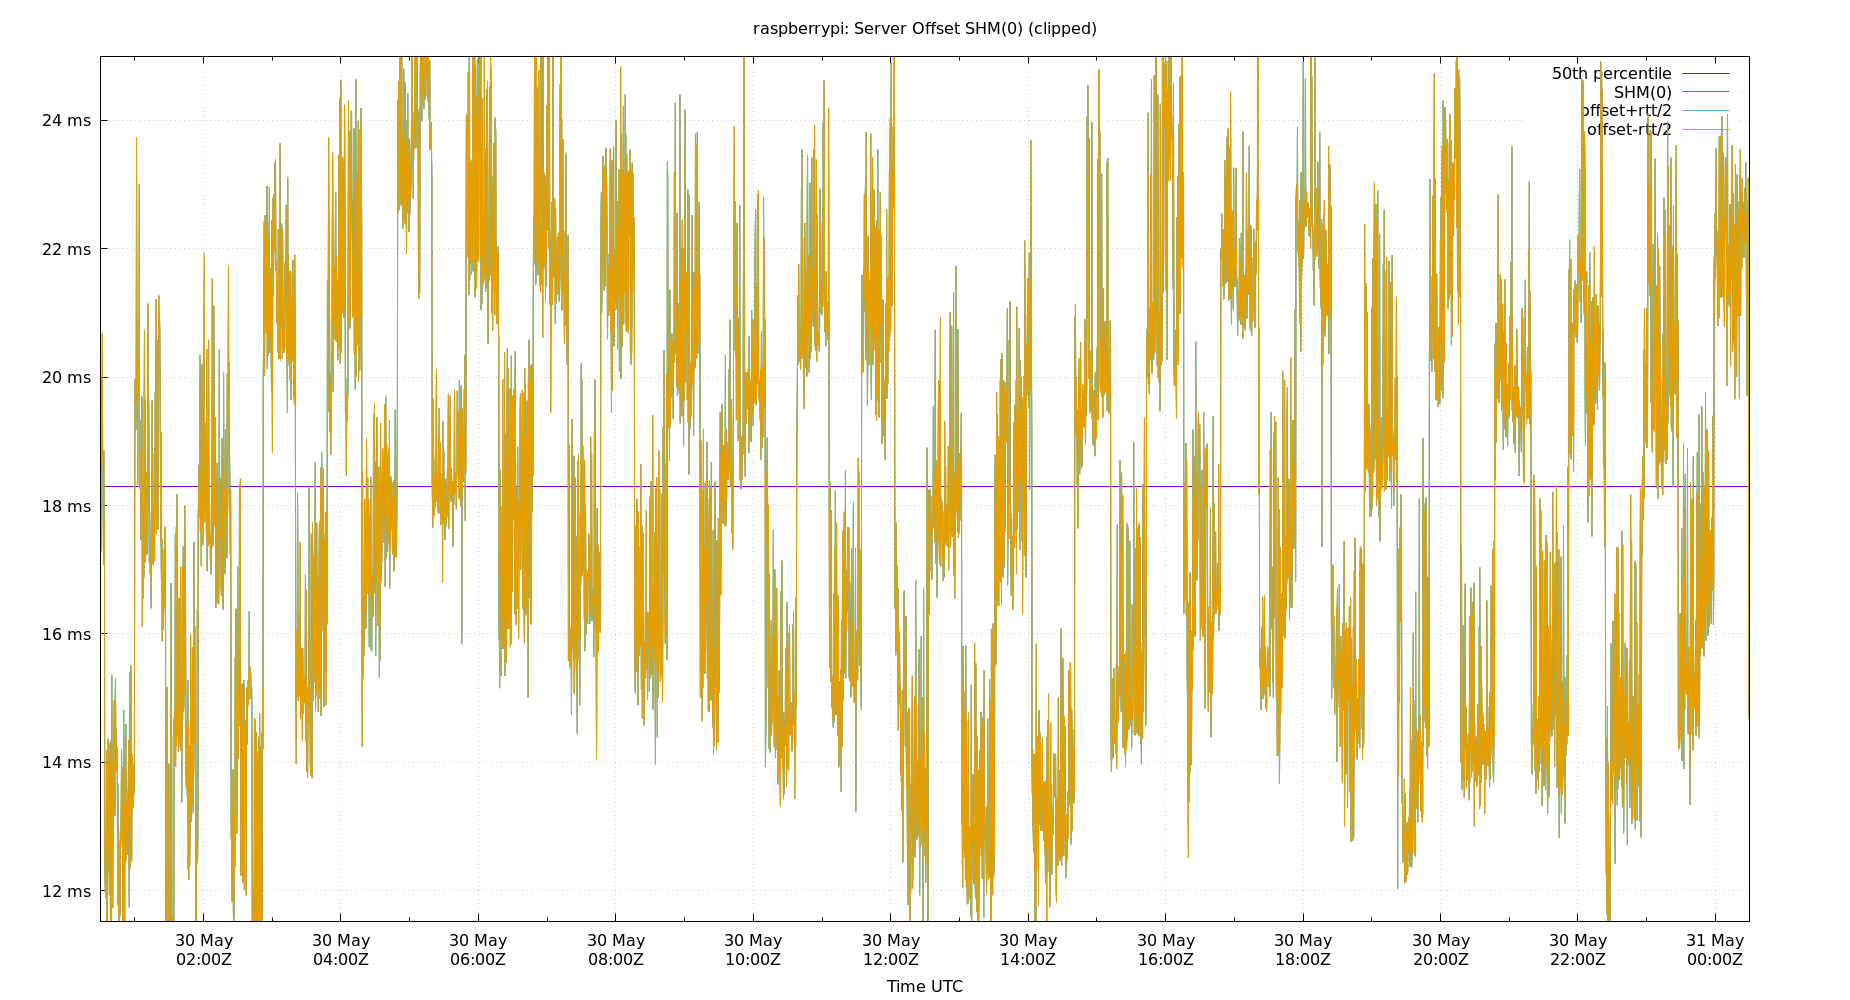 raspberrypi: Server Offset SHM(0) (clipped)
50th percentile
SHM(0)
offset+rtt/2
offset-rtt/2
24 ms
22 ms
20 ms
18 ms
16 ms
14 ms
12 ms
30 May 30 May 30 May 30 May 30 May 30 May 30 May 30 May 30 May 30 May 30 May 31 May
02:00Z 04:00Z 06:00Z 08:00Z 10:00Z 12:00Z 14:00Z 16:00Z 18:00Z 20:00Z 22:00Z 00:00Z
Time UTC